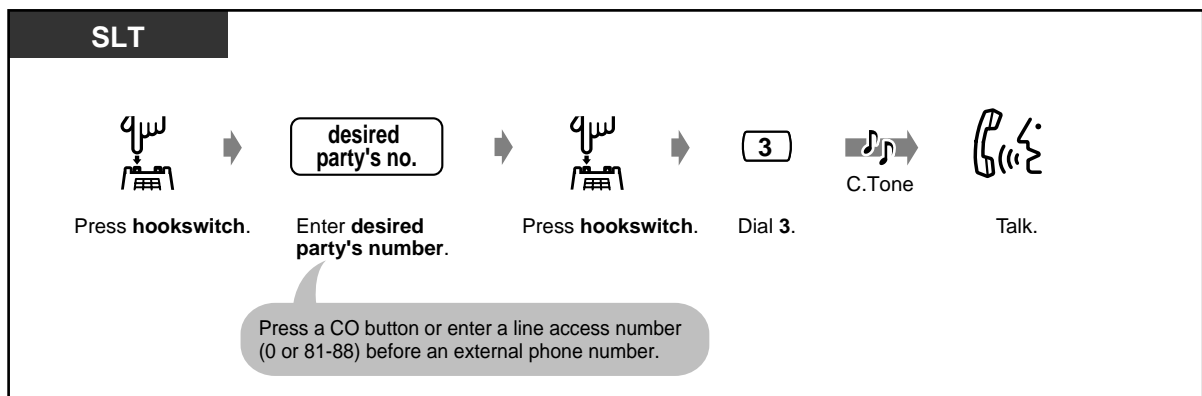 SLT
desired
party's no.
3
C.Tone
Press hookswitch.
Enter desired
party's number.
Press hookswitch.
Dial 3.
Talk.
Press a CO button or enter a line access number
(0 or 81-88) before an external phone number.